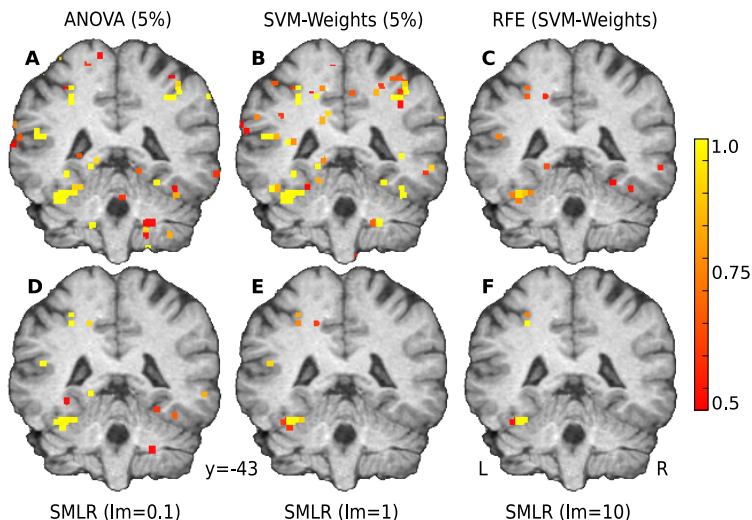 ANOVA (5%)
SVM-Weights (5%)
RFE (SVM-Weights)
A
B
C
1.0
0.75
0.5
D
E
F
y=-43
L
R
SMLR (lm=0.1)
SMLR (lm=1)
SMLR (lm=10)